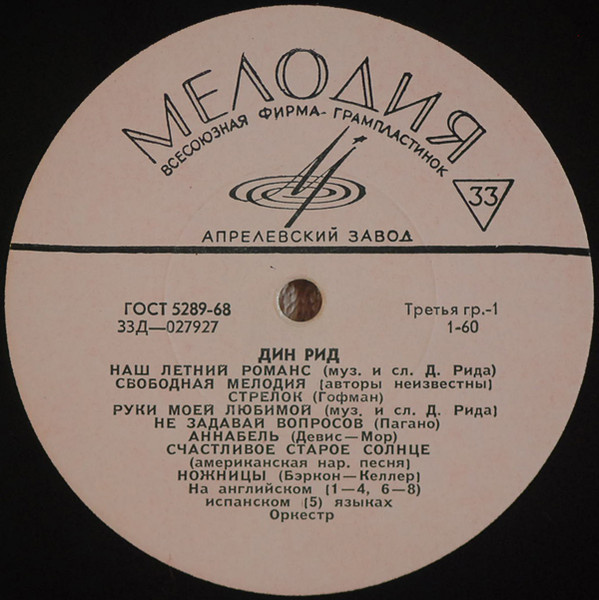 МЕЛОДИЯ
ВСЕСОЮЗНАЯ ФИРМА- ГРАМПЛАСТИНОК
33
АПРЕЛЕВСКИЙ ЗАВОД
ГОСТ 5289-68 Третья гр.-1
33Д—027927 1-60
ДИН РИД
НАШ ЛЕТНИЙ РОМАНС (муз. и сл. Д. Рида)
СВОБОДНАЯ МЕЛОДИЯ (авторы неизвестны)
СТРЕЛОК (Гофман)
РУКИ МОЕЙ ЛЮБИМОЙ (муз. и сл. Д. Рида)
НЕ ЗАДАВАЙ ВОПРОСОВ (Пагано)
АННАБЕЛЬ (Девис—Мор)
СЧАСТЛИВОЕ СТАРОЕ СОЛНЦЕ
(американская нар. песня)
НОЖНИЦЫ (Бэркон—Келлер)
На английском (1—4, 6—8)
испанском (5) языках
Оркестр